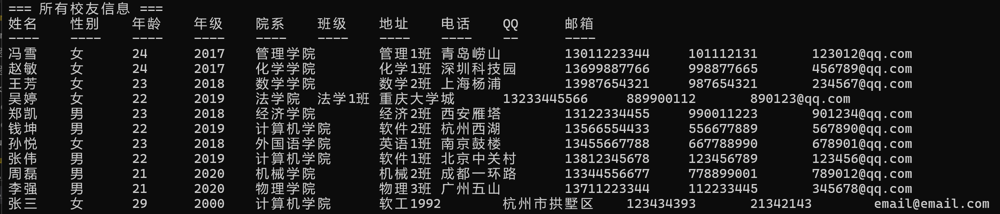 === 所有校友信息 ===
姓名 性别 年龄 年级 院系 班级 地址 电话 QQ 邮箱
---- ---- ---- ---- ---- ---- ---- ---- -- ----
冯雪 女 24 2017 管理学院 管理1班 青岛崂山 13011223344 101112131 123012@qq.com
赵敏 女 24 2017 化学学院 化学1班 深圳科技园 13699887766 998877665 456789@qq.com
王芳 女 23 2018 数学学院 数学2班 上海杨浦 13987654321 987654321 234567@qq.com
吴婷 女 22 2019 法学院 法学1班 重庆大学城 13233445566 889900112 890123@qq.com
郑凯 男 23 2018 经济学院 经济2班 西安雁塔 13122334455 990011223 901234@qq.com
钱坤 男 22 2019 计算机学院 软件2班 杭州西湖 13566554433 556677889 567890@qq.com
孙悦 女 23 2018 外国语学院 英语1班 南京鼓楼 13455667788 667788990 678901@qq.com
张伟 男 22 2019 计算机学院 软件1班 北京中关村 13812345678 123456789 123456@qq.com
周磊 男 21 2020 机械学院 机械2班 成都一环路 13344556677 778899001 789012@qq.com
李强 男 21 2020 物理学院 物理3班 广州五山 13711223344 112233445 345678@qq.com
张三 女 29 2000 计算机学院 软工1992 杭州市拱墅区 123434393 21342143 email@email.com